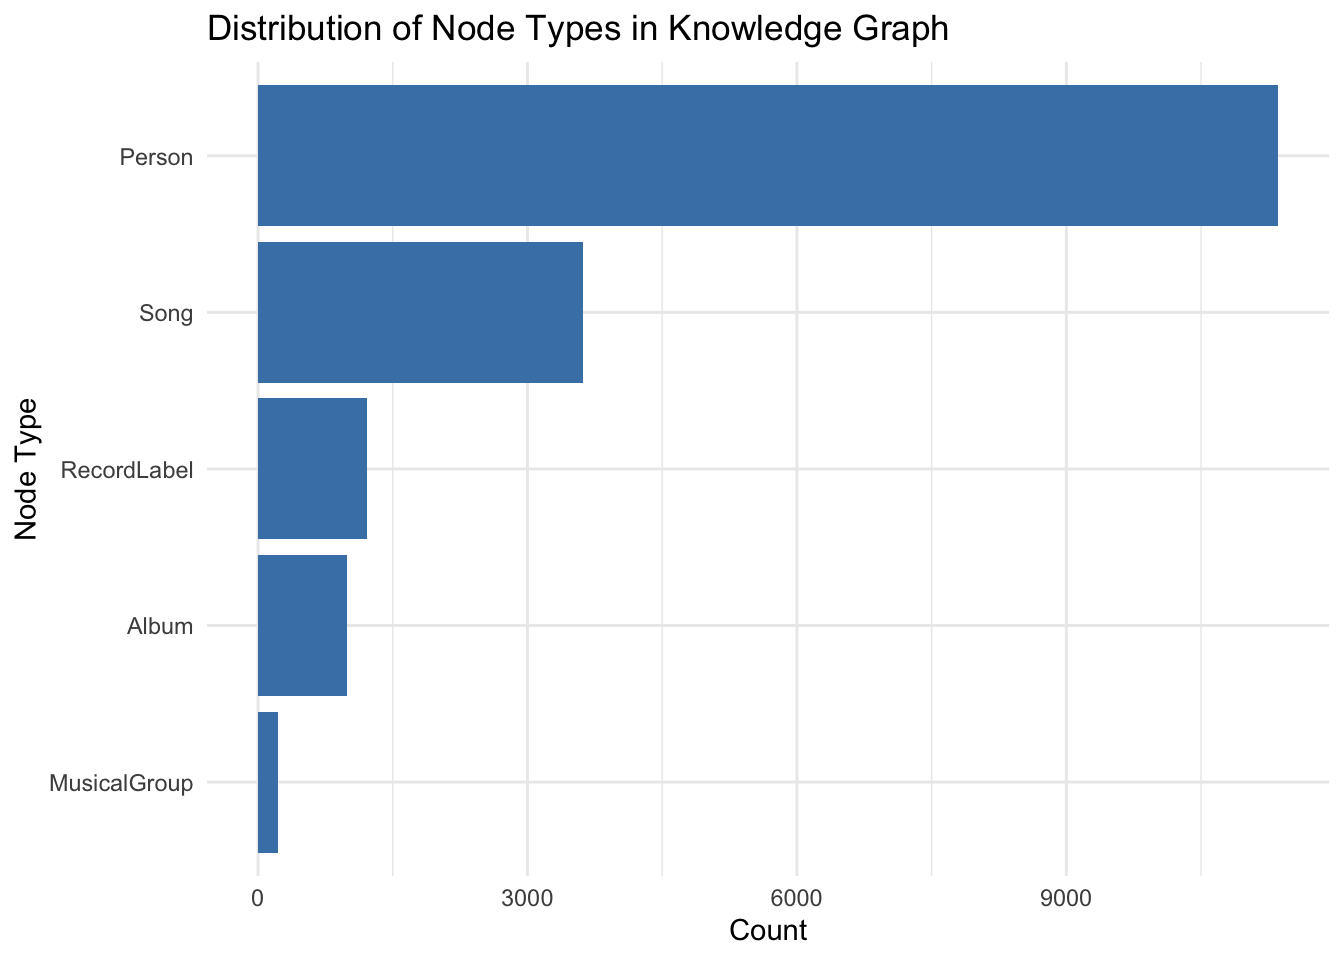 Distribution of Node Types in Knowledge Graph
Node Type
Person
Song
RecordLabel
Album
MusicalGroup
0 3000 6000 9000
Count